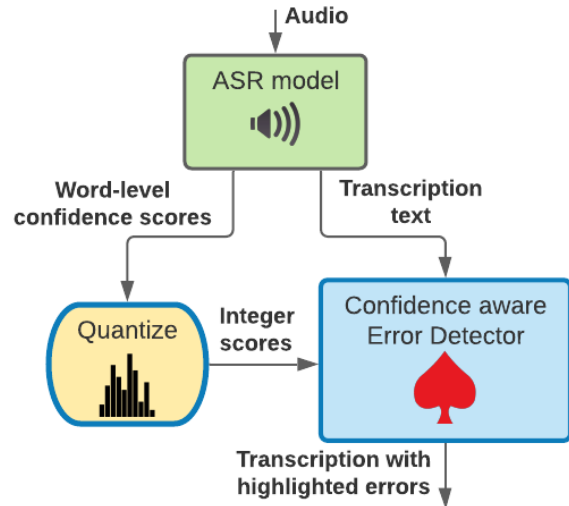 Audio
ASR model
Word-level
confidence scores
Transcription
text
Quantize
Integer
scores
Confidence aware
Error Detector
Transcription with
highlighted errors